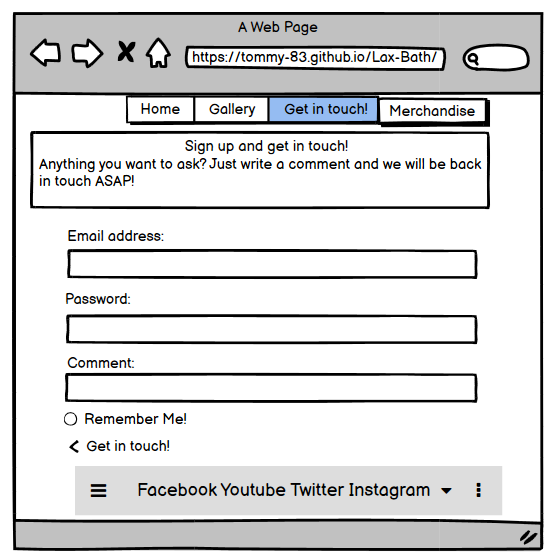 A Web Page
https://tommy-83.github.io/Lax-Bath/
Home Gallery Get in touch! Merchandise
Sign up and get in touch!
Anything you want to ask? Just write a comment and we will be back
in touch ASAP!
Email address:
Password:
Comment:
Remember Me!
Get in touch!
Facebook Youtube Twitter Instagram